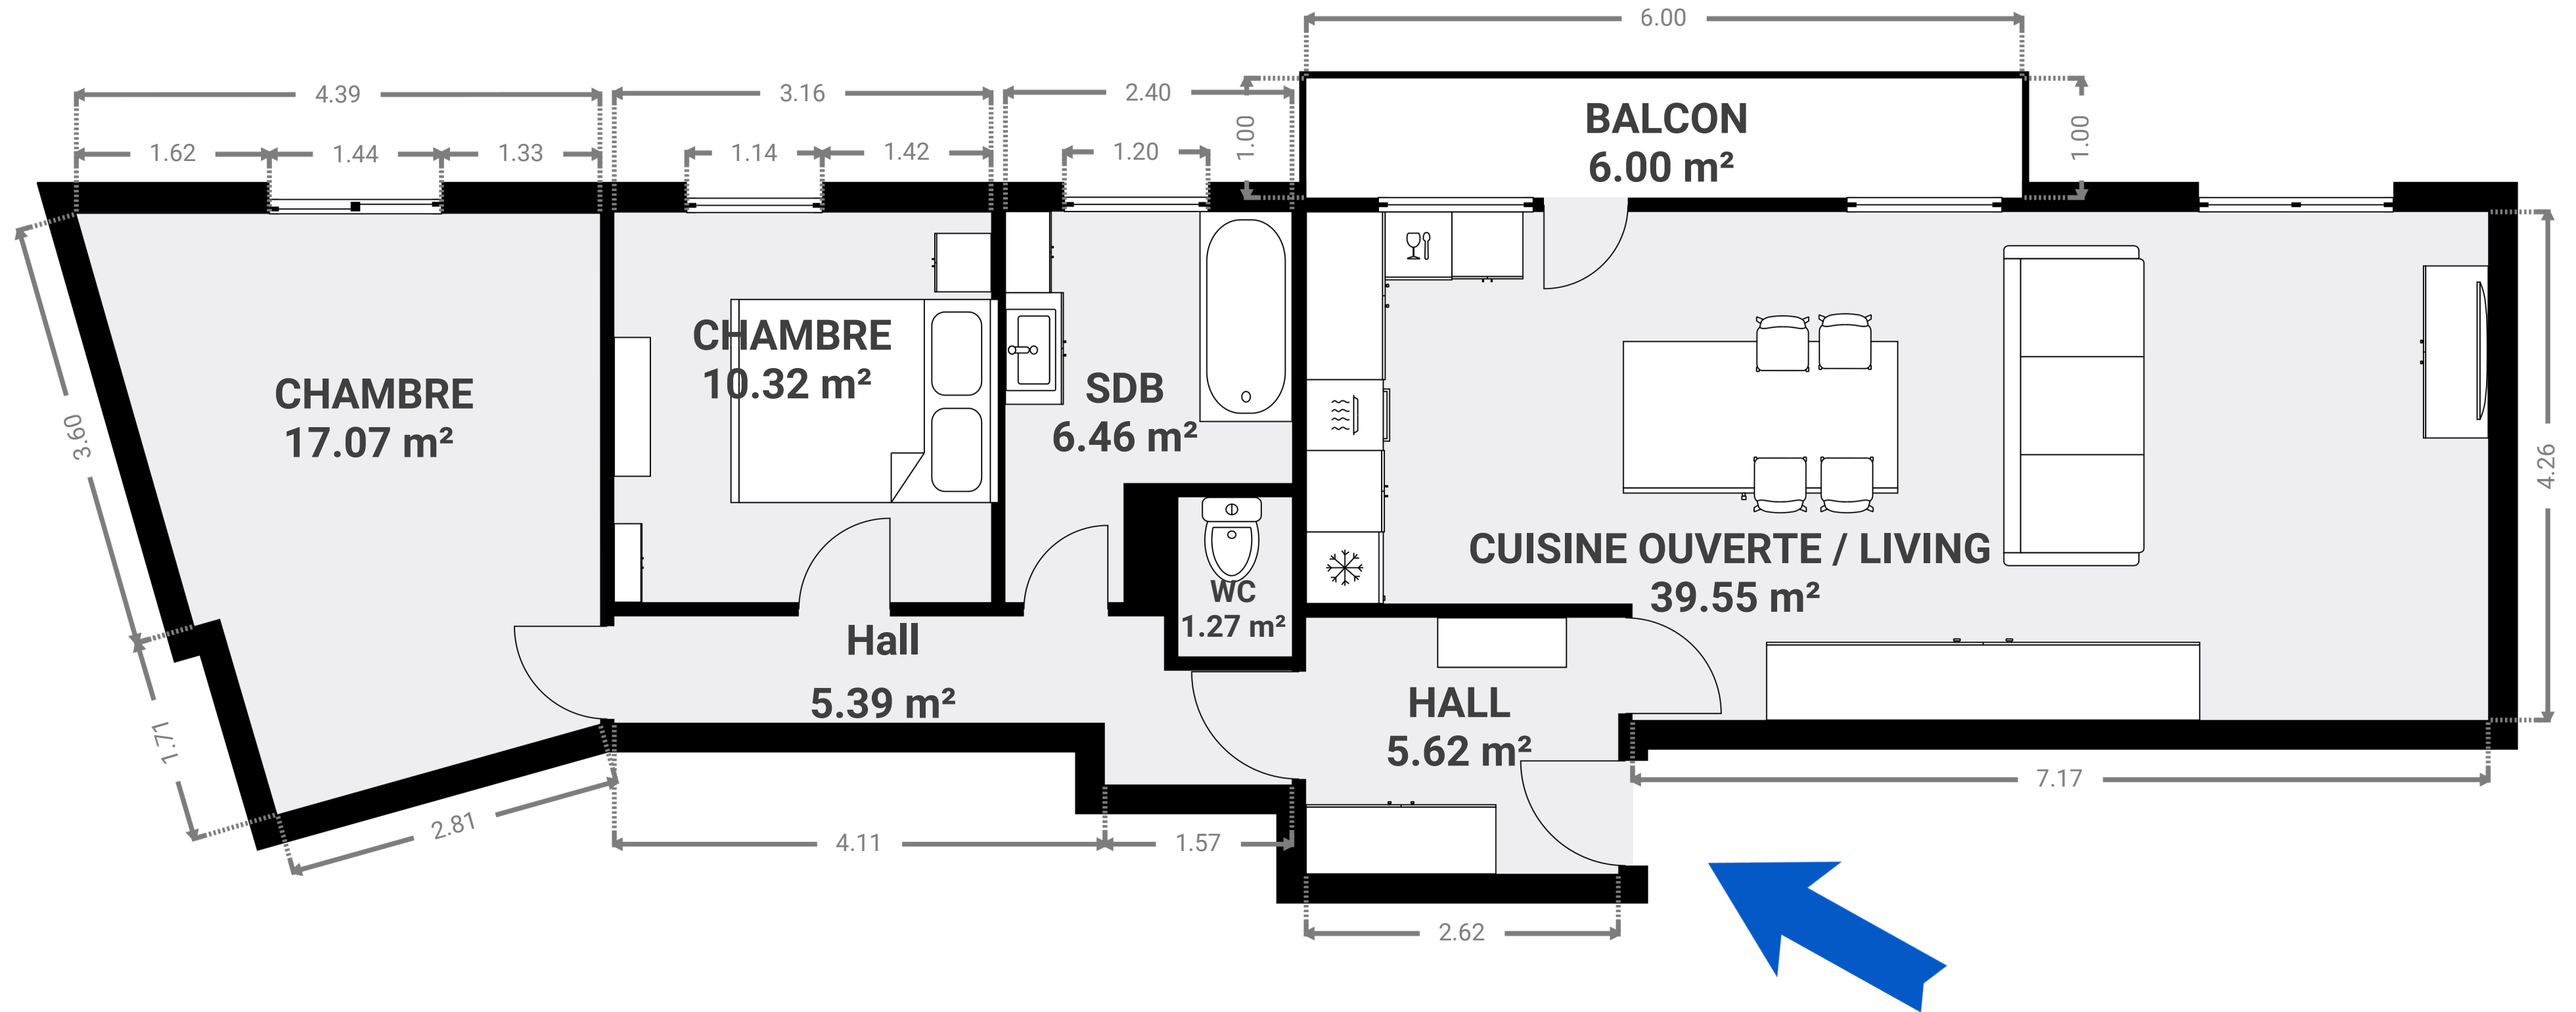 6.00
4.39
3.16
2.40
1.62
1.44
1.33
1.14
1.42
1.20
1.00
1.00
BALCON
6.00 m²
CHAMBRE
17.07 m²
CHAMBRE
10.32 m²
SDB
6.46 m²
3.60
4.26
CUISINE OUVERTE / LIVING
39.55 m²
WC
1.27 m²
Hall
5.39 m²
HALL
5.62 m²
1.71
2.81
4.11
1.57
7.17
2.62